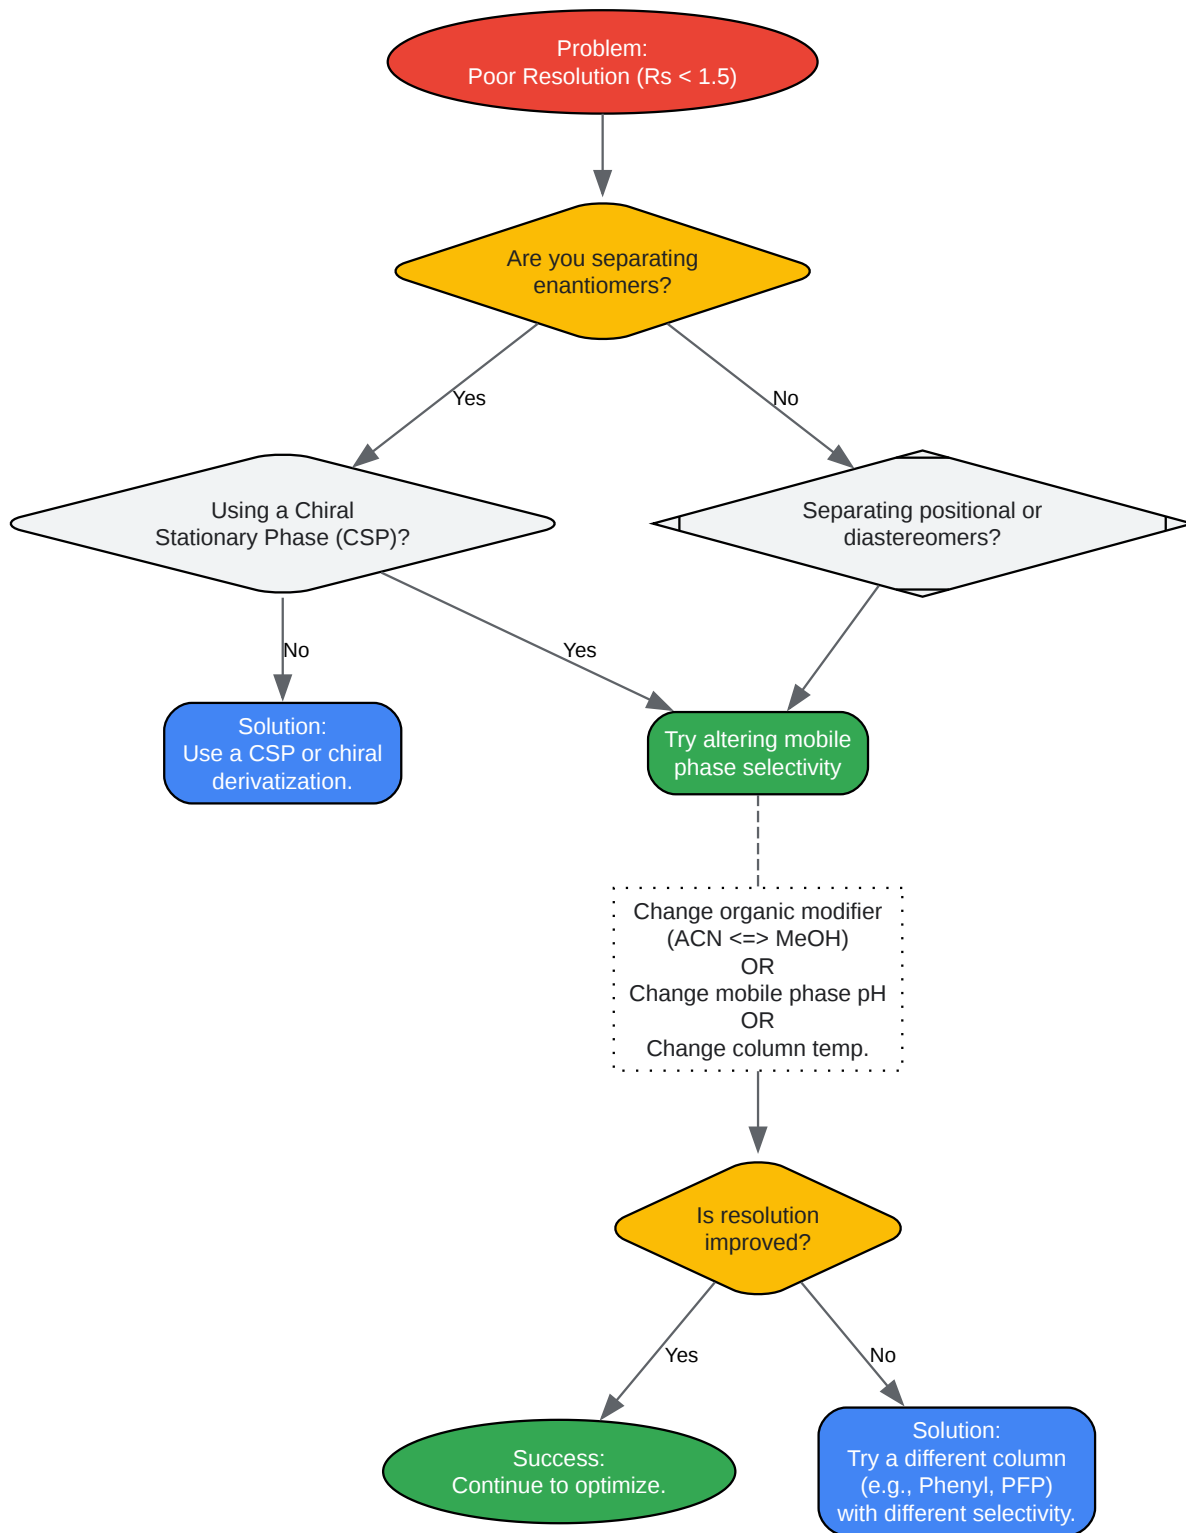 Problem:
Poor Resolution (Rs < 1.5)
Are you separating
enantiomers?
Yes
No
Using a Chiral
Stationary Phase (CSP)?
Separating positional or
diastereomers?
No
Yes
Solution:
Use a CSP or chiral
derivatization.
Try altering mobile
phase selectivity
Change organic modifier
(ACN <=> MeOH)
OR
Change mobile phase pH
OR
Change column temp.
Is resolution
improved?
Yes
No
Success:
Continue to optimize.
Solution:
Try a different column
(e.g., Phenyl, PFP)
with different selectivity.